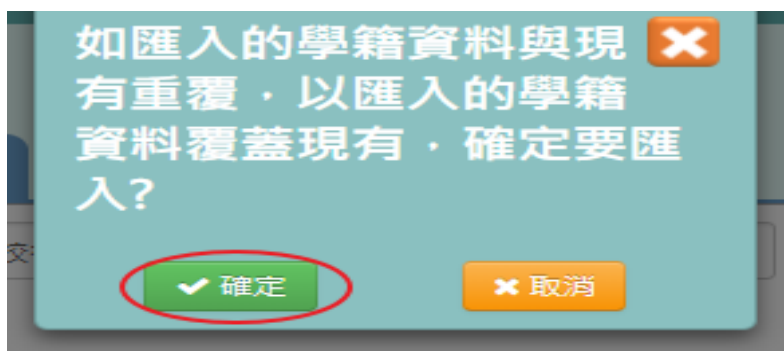 如匯入的學籍資料與現
有重覆，以匯入的學籍
資料覆蓋現有，確定要匯
入?
確定
取消
交